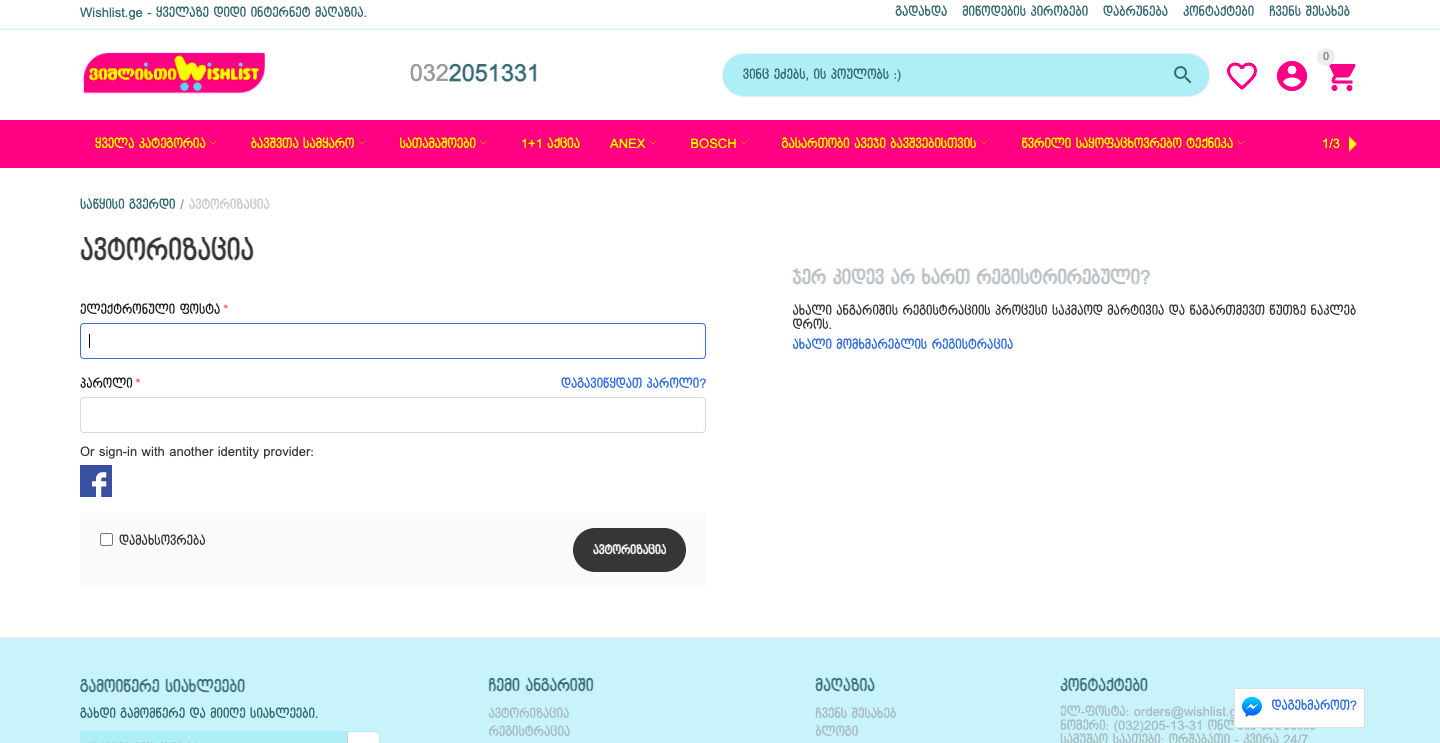 Wishlist.ge - ყველაზე დიდი ინტერნეტ მაღაზია.
გადახდა მიწოდების პირობები დაბრუნება კონტაქტები ჩვენს შესახებ
ვიშლისთი WISHLIST
0322051331
ვინც ეძებს, ის პოულობს :)
0
ყველა კატეგორია ბავშვთა სამყარო სათამაშოები 1+1 აქცია ANEX BOSCH გასართობი ავეჯი ბავშვებისთვის წვრილი საყოფაცხოვრებო ტექნიკა 1/3
საწყისი გვერდი / ავტორიზაცია
ავტორიზაცია
ელექტრონული ფოსტა *
პაროლი *
დაგავიწყდათ პაროლი?
Or sign-in with another identity provider:
დამახსოვრება
ავტორიზაცია
ჯერ კიდევ არ ხართ რეგისტრირებული?
ახალი ანგარიშის რეგისტრაციის პროცესი საკმაოდ მარტივია და წაგართმევთ წუთზე ნაკლებ
დროს.
ახალი მომხმარებლის რეგისტრაცია
გამოიწერე სიახლეები
გახდი გამომწერე და მიიღე სიახლეები.
ჩემი ანგარიში
ავტორიზაცია
რეგისტრაცია
მაღაზია
ჩვენს შესახებ
ბლოგი
კონტაქტები
ელ-ფოსტა: orders@wishlist.g
ნომერი: (032)205-13-31 ონლ
სამუშაო საათები: ორშაბათი - კვირა 24/7
დაგეხმაროთ?